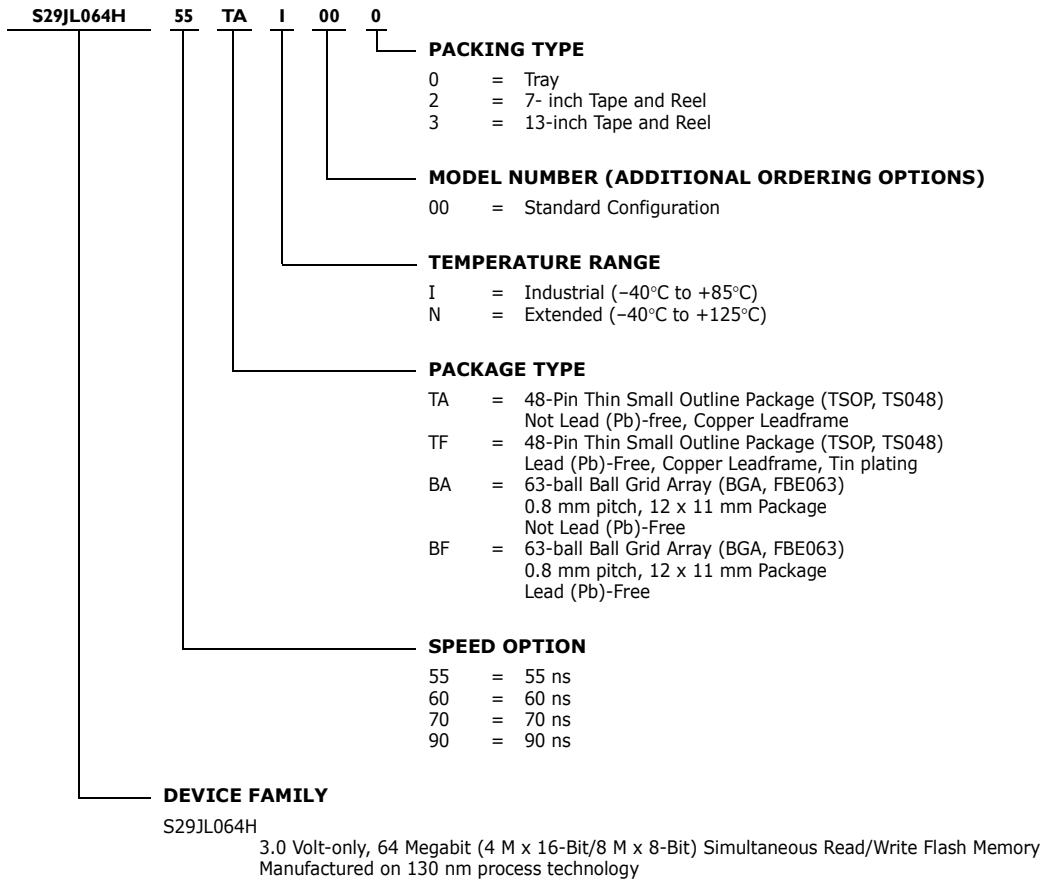 S29JL064H 55 TA I 00 0
PACKING TYPE
0 = Tray
2 = 7- inch Tape and Reel
3 = 13-inch Tape and Reel
MODEL NUMBER (ADDITIONAL ORDERING OPTIONS)
00 = Standard Configuration
TEMPERATURE RANGE
I = Industrial (–40°C to +85°C)
N = Extended (–40°C to +125°C)
PACKAGE TYPE
TA = 48-Pin Thin Small Outline Package (TSOP, TS048)
Not Lead (Pb)-free, Copper Leadframe
TF = 48-Pin Thin Small Outline Package (TSOP, TS048)
Lead (Pb)-Free, Copper Leadframe, Tin plating
BA = 63-ball Ball Grid Array (BGA, FBE063)
0.8 mm pitch, 12 x 11 mm Package
Not Lead (Pb)-Free
BF = 63-ball Ball Grid Array (BGA, FBE063)
0.8 mm pitch, 12 x 11 mm Package
Lead (Pb)-Free
SPEED OPTION
55 = 55 ns
60 = 60 ns
70 = 70 ns
90 = 90 ns
DEVICE FAMILY
S29JL064H
3.0 Volt-only, 64 Megabit (4 M x 16-Bit/8 M x 8-Bit) Simultaneous Read/Write Flash Memory
Manufactured on 130 nm process technology